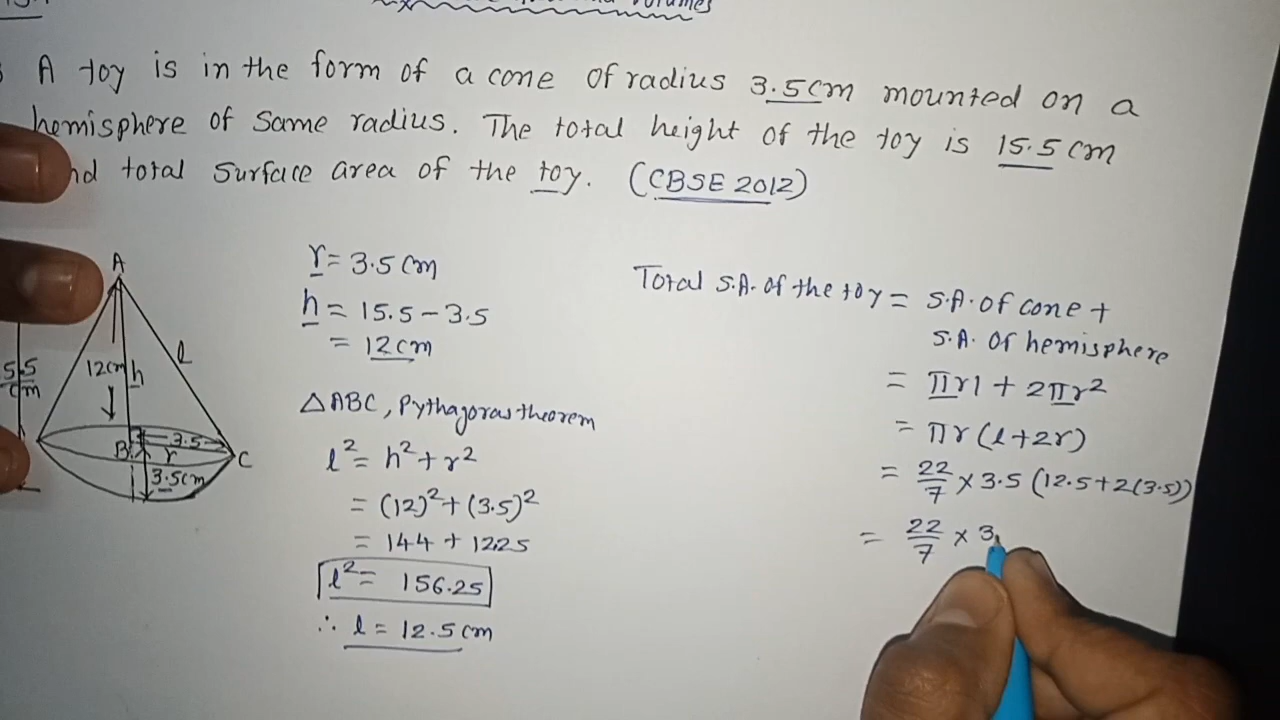 volumes
A toy is in the form of a cone of radius 3.5cm mounted on a
hemisphere of same radius. The total height of the toy is 15.5cm
total surface area of the toy. (CBSE 2012)
A
12cm h l
B 3.5 r C
3.5cm
5.5
cm
r = 3.5cm
h = 15.5 - 3.5
= 12cm
△ABC, Pythagoras theorem
l² = h² + r²
= (12)² + (3.5)²
= 144 + 12.25
l² = 156.25
∴ l = 12.5cm
Total S.A. of the toy = S.A. of cone +
S.A. of hemisphere
= πrl + 2πr²
= πr (l+2r)
= 22/7 × 3.5 (12.5+2(3.5))
= 22/7 × 3.